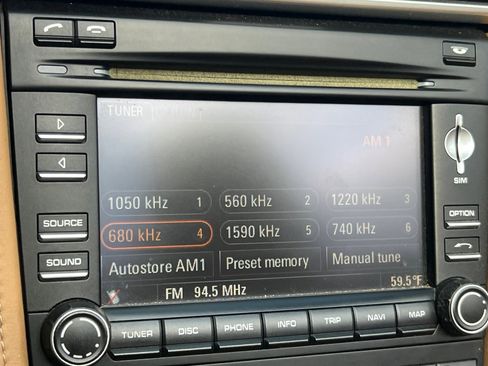 TUNER
AM 1
1050 kHz 1 560 kHz 2 1220 kHz 3
SIM
SOURCE 680 kHz 4 1590 kHz 5 740 kHz 6 OPTION
SOUND Autostore AM1 Preset memory Manual tune
FM 94.5 MHz 59.5°F
TUNER DISC PHONE INFO TRIP NAVI MAP